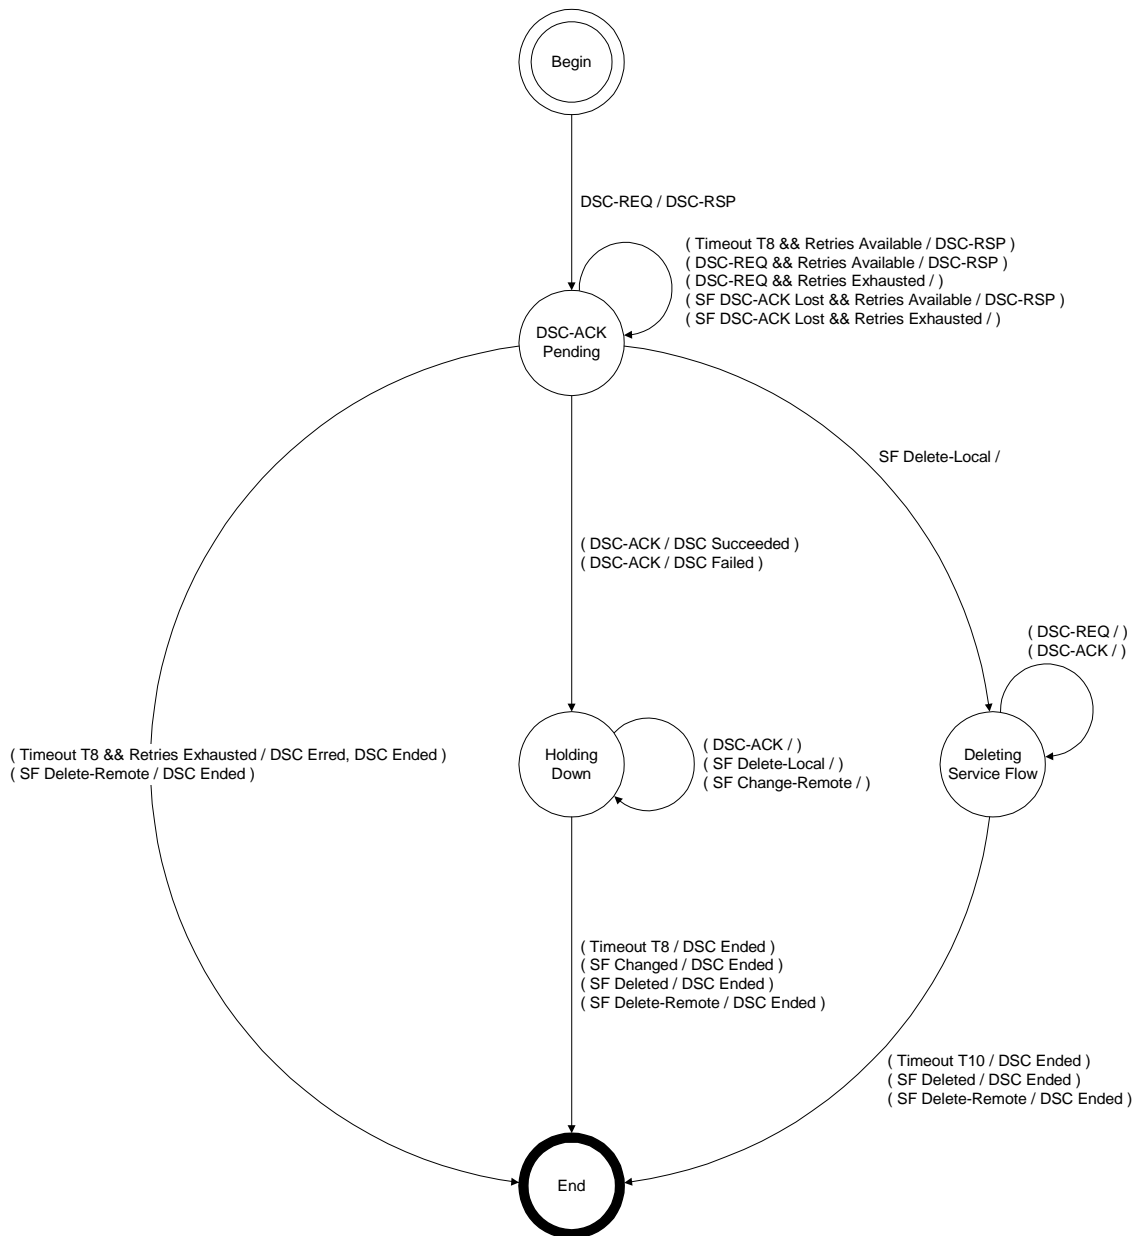 Begin
DSC-REQ / DSC-RSP
( Timeout T8 && Retries Available / DSC-RSP )
( DSC-REQ && Retries Available / DSC-RSP )
( DSC-REQ && Retries Exhausted / )
( SF DSC-ACK Lost && Retries Available / DSC-RSP )
( SF DSC-ACK Lost && Retries Exhausted / )
DSC-ACK
Pending
SF Delete-Local /
( DSC-ACK / DSC Succeeded )
( DSC-ACK / DSC Failed )
( DSC-REQ / )
( DSC-ACK / )
( Timeout T8 && Retries Exhausted / DSC Erred, DSC Ended )
( SF Delete-Remote / DSC Ended )
Holding
Down
( DSC-ACK / )
( SF Delete-Local / )
( SF Change-Remote / )
Deleting
Service Flow
( Timeout T8 / DSC Ended )
( SF Changed / DSC Ended )
( SF Deleted / DSC Ended )
( SF Delete-Remote / DSC Ended )
( Timeout T10 / DSC Ended )
( SF Deleted / DSC Ended )
( SF Delete-Remote / DSC Ended )
End